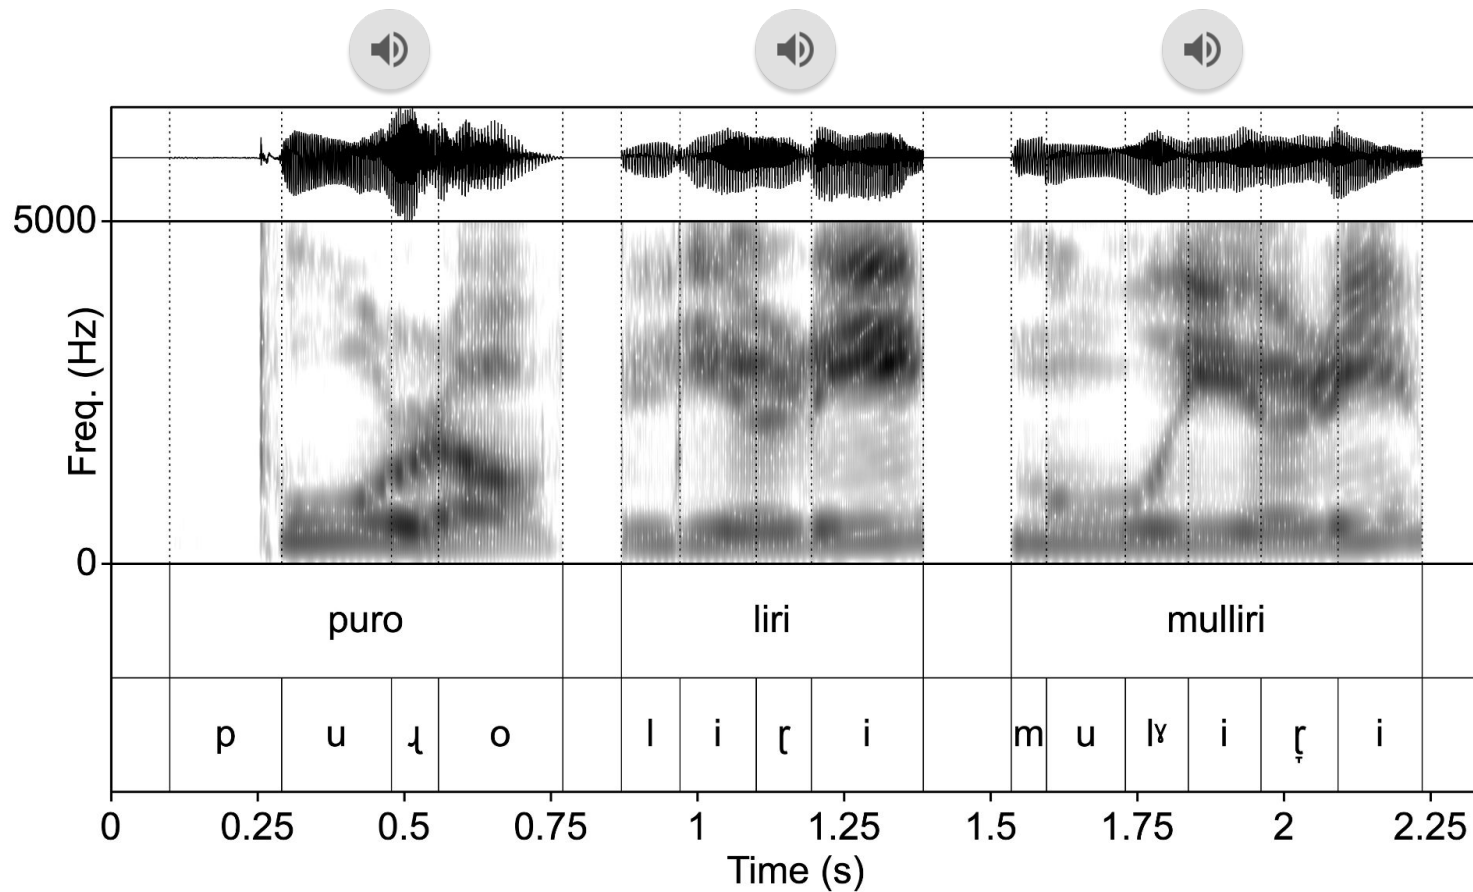 5000
Freq. (Hz)
0
puro liri mulliri
p u ɻ o l i ɽ i m u lˠ i ɽ̞ i
0 0.25 0.5 0.75 1 1.25 1.5 1.75 2 2.25
Time (s)